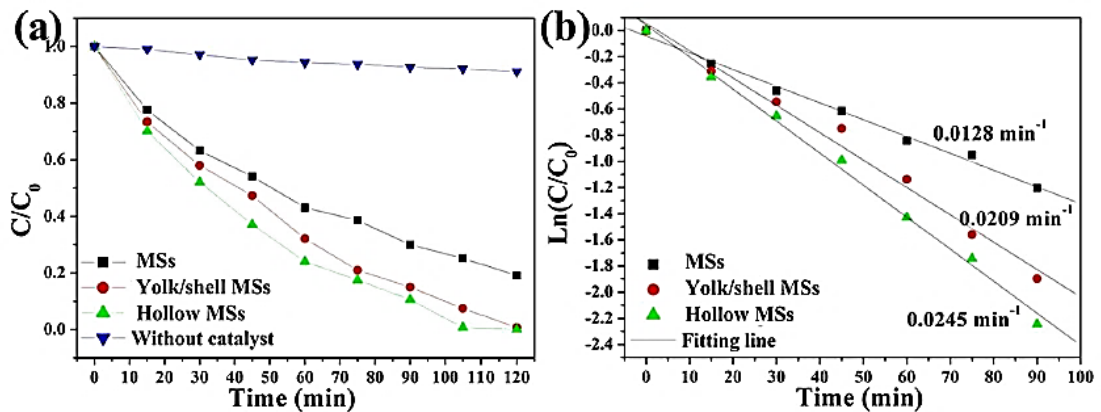 (a)
1.0
0.8
0.6
0.4
0.2
0.0
C/C₀
MSs
Yolk/shell MSs
Hollow MSs
Without catalyst
0 10 20 30 40 50 60 70 80 90 100 110 120
Time (min)
(b)
0.0
-0.2
-0.4
-0.6
-0.8
-1.0
-1.2
-1.4
-1.6
-1.8
-2.0
-2.2
-2.4
Ln(C/C₀)
0.0128 min⁻¹
0.0209 min⁻¹
0.0245 min⁻¹
MSs
Yolk/shell MSs
Hollow MSs
Fitting line
0 10 20 30 40 50 60 70 80 90 100
Time (min)